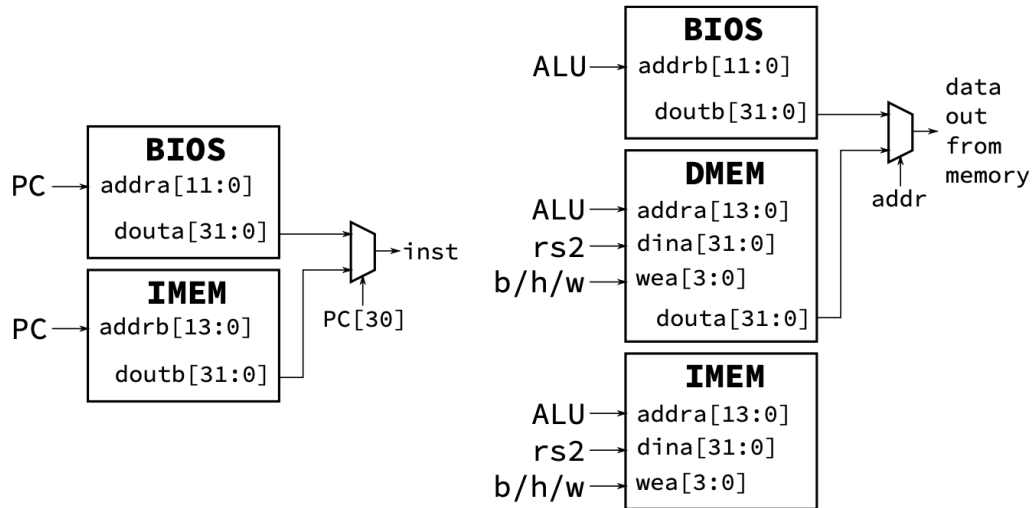 BIOS
PC
addra[11:0]
douta[31:0]
inst
IMEM
PC
addrb[13:0]
PC[30]
doutb[31:0]
BIOS
ALU
addrb[11:0]
doutb[31:0]
data
out
from
memory
addr
DMEM
ALU
addra[13:0]
rs2
dina[31:0]
b/h/w
wea[3:0]
douta[31:0]
IMEM
ALU
addra[13:0]
rs2
dina[31:0]
b/h/w
wea[3:0]